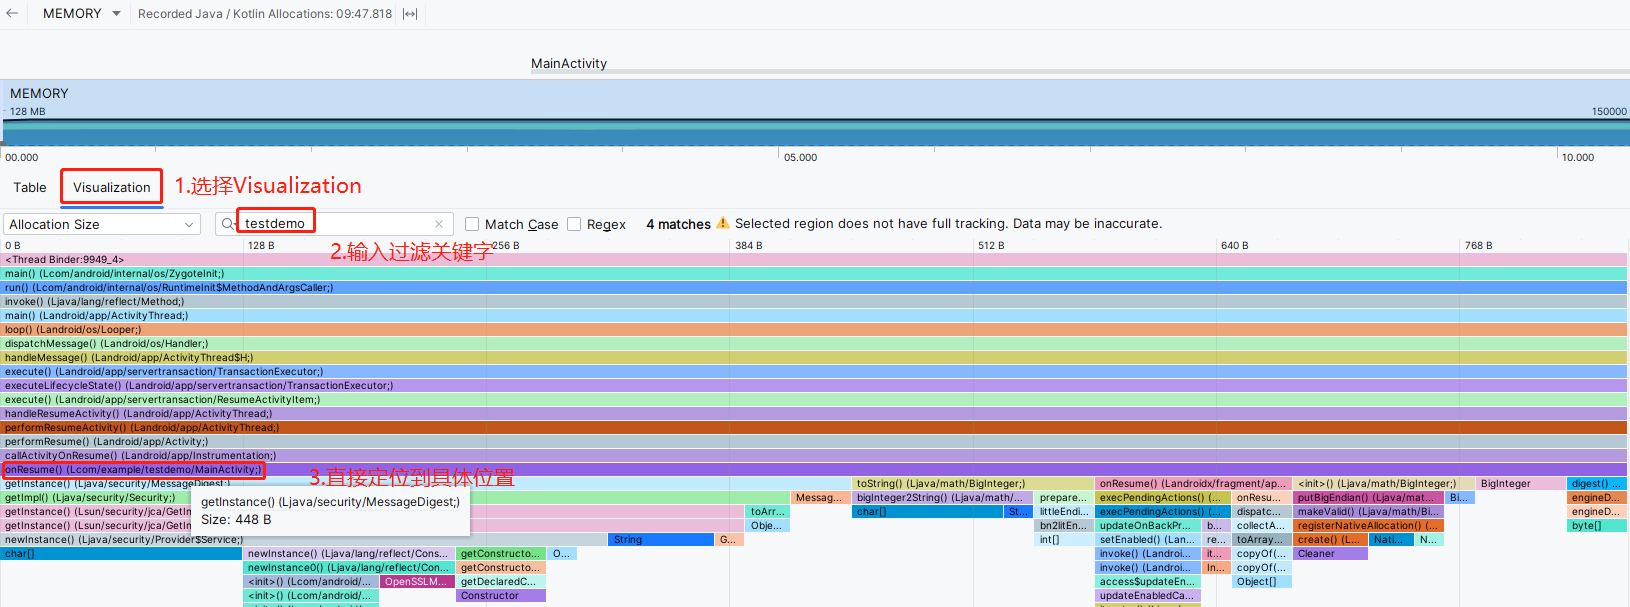 MEMORY
Recorded Java / Kotlin Allocations: 09:47.818
MainActivity
MEMORY
128 MB
150000
00.000
05.000
10.000
Table
Visualization
1.选择Visualization
Allocation Size
testdemo
Match Case
Regex
4 matches
Selected region does not have full tracking. Data may be inaccurate.
2.输入过滤关键字
0 B
128 B
256 B
384 B
512 B
640 B
768 B
<Thread Binder:9949_4>
main() (Lcom/android/internal/os/ZygoteInit;)
run() (Lcom/android/internal/os/RuntimeInit$MethodAndArgsCaller;)
invoke() (Ljava/lang/reflect/Method;)
main() (Landroid/app/ActivityThread;)
loop() (Landroid/os/Looper;)
dispatchMessage() (Landroid/os/Handler;)
handleMessage() (Landroid/app/ActivityThread$H;)
execute() (Landroid/app/servertransaction/TransactionExecutor;)
executeLifecycleState() (Landroid/app/servertransaction/TransactionExecutor;)
execute() (Landroid/app/servertransaction/ResumeActivityItem;)
handleResumeActivity() (Landroid/app/ActivityThread;)
performResumeActivity() (Landroid/app/ActivityThread;)
performResume() (Landroid/app/Activity;)
callActivityOnResume() (Landroid/app/Instrumentation;)
onResume() (Lcom/example/testdemo/MainActivity;)
3.直接定位到具体位置
getInstance() (Ljava/security/MessageDigest;)
toString() (Ljava/math/BigInteger;)
onResume() (Landroidx/fragment/ap...
<init>() (Ljava/math/BigInteger;)
BigInteger
digest() ...
getInstance() (Ljava/security/MessageDigest;)
Size: 448 B
getImpl() (Ljava/security/Security;)
Messag...
bigInteger2String() (Ljava/math/...
prepare...
execPendingActions() (...
onResu...
putBigEndian() (Ljava/mat...
Bi...
engineD...
getInstance() (Lsun/security/jca/GetIn
toArr...
char[]
St...
littleEndi...
execPendingActions() (...
dispatc...
makeValid() (Ljava/math/Bi...
engineD...
getInstance() (Lsun/security/jca/GetIn
Obje...
bn2litEn...
updateOnBackPr...
b...
collectA...
registerNativeAllocation() (...
byte[]
newInstance() (Ljava/security/Provider$Service;)
String
G...
int[]
setEnabled() (Lan...
re...
toArray...
create() (L...
Nati...
N...
char[]
newInstance() (Ljava/lang/reflect/Cons...
getConstructo...
O...
invoke() (Landroi...
it...
copyOf(...
Cleaner
newInstance0() (Ljava/lang/reflect/Con...
getConstructo...
invoke() (Landroi...
In...
copyOf(...
<init>() (Lcom/android/...
OpenSSLM...
getDeclaredC...
access$updateEn...
Object[]
<init>() (Lcom/android/...
Constructor
updateEnabledCa...